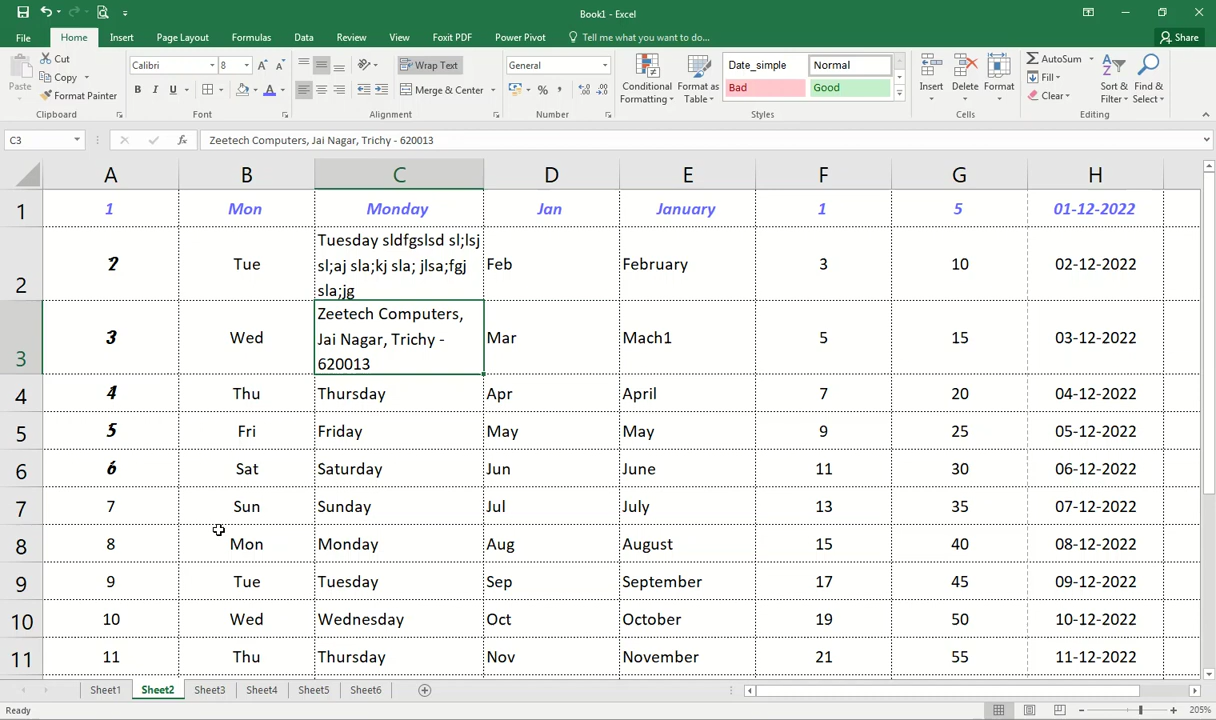 Book1 - Excel
File Home Insert Page Layout Formulas Data Review View Foxit PDF Power Pivot Tell me what you want to do... Share
Paste
Cut
Copy
Format Painter
Clipboard
Calibri 8
B I U
Font
Wrap Text
Merge & Center
Alignment
General
$ % ,
Number
Conditional Formatting
Format as Table
Date_simple Normal
Bad Good
Styles
Insert Delete Format
Cells
AutoSum
Fill
Clear
Sort & Filter
Find & Select
Editing
C3 fx Zeetech Computers, Jai Nagar, Trichy - 620013
A B C D E F G H
1 1 Mon Monday Jan January 1 5 01-12-2022
2 2 Tue Tuesday sldfgslsd sl;lsj sl;aj sla;kj sla; jlsa;fgj sla;jg Feb February 3 10 02-12-2022
3 3 Wed Zeetech Computers, Jai Nagar, Trichy - 620013 Mar Mach1 5 15 03-12-2022
4 4 Thu Thursday Apr April 7 20 04-12-2022
5 5 Fri Friday May May 9 25 05-12-2022
6 6 Sat Saturday Jun June 11 30 06-12-2022
7 7 Sun Sunday Jul July 13 35 07-12-2022
8 8 Mon Monday Aug August 15 40 08-12-2022
9 9 Tue Tuesday Sep September 17 45 09-12-2022
10 10 Wed Wednesday Oct October 19 50 10-12-2022
11 11 Thu Thursday Nov November 21 55 11-12-2022
Sheet1 Sheet2 Sheet3 Sheet4 Sheet5 Sheet6
Ready 205%